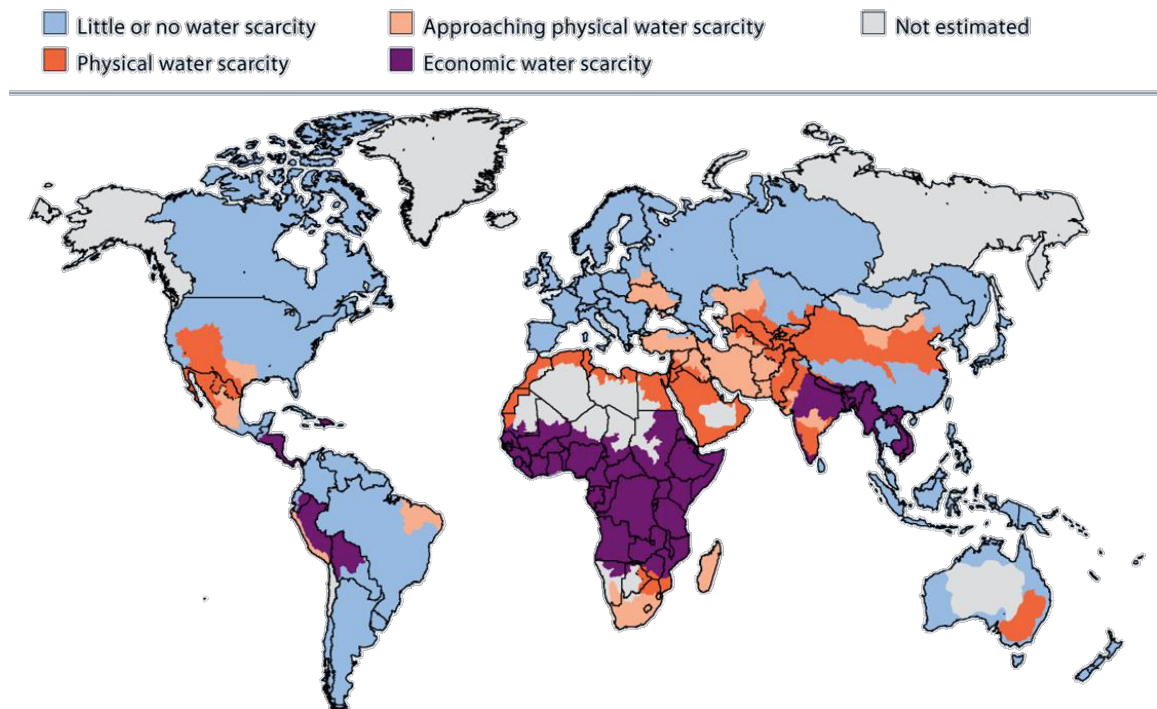 Little or no water scarcity
Approaching physical water scarcity
Not estimated
Physical water scarcity
Economic water scarcity